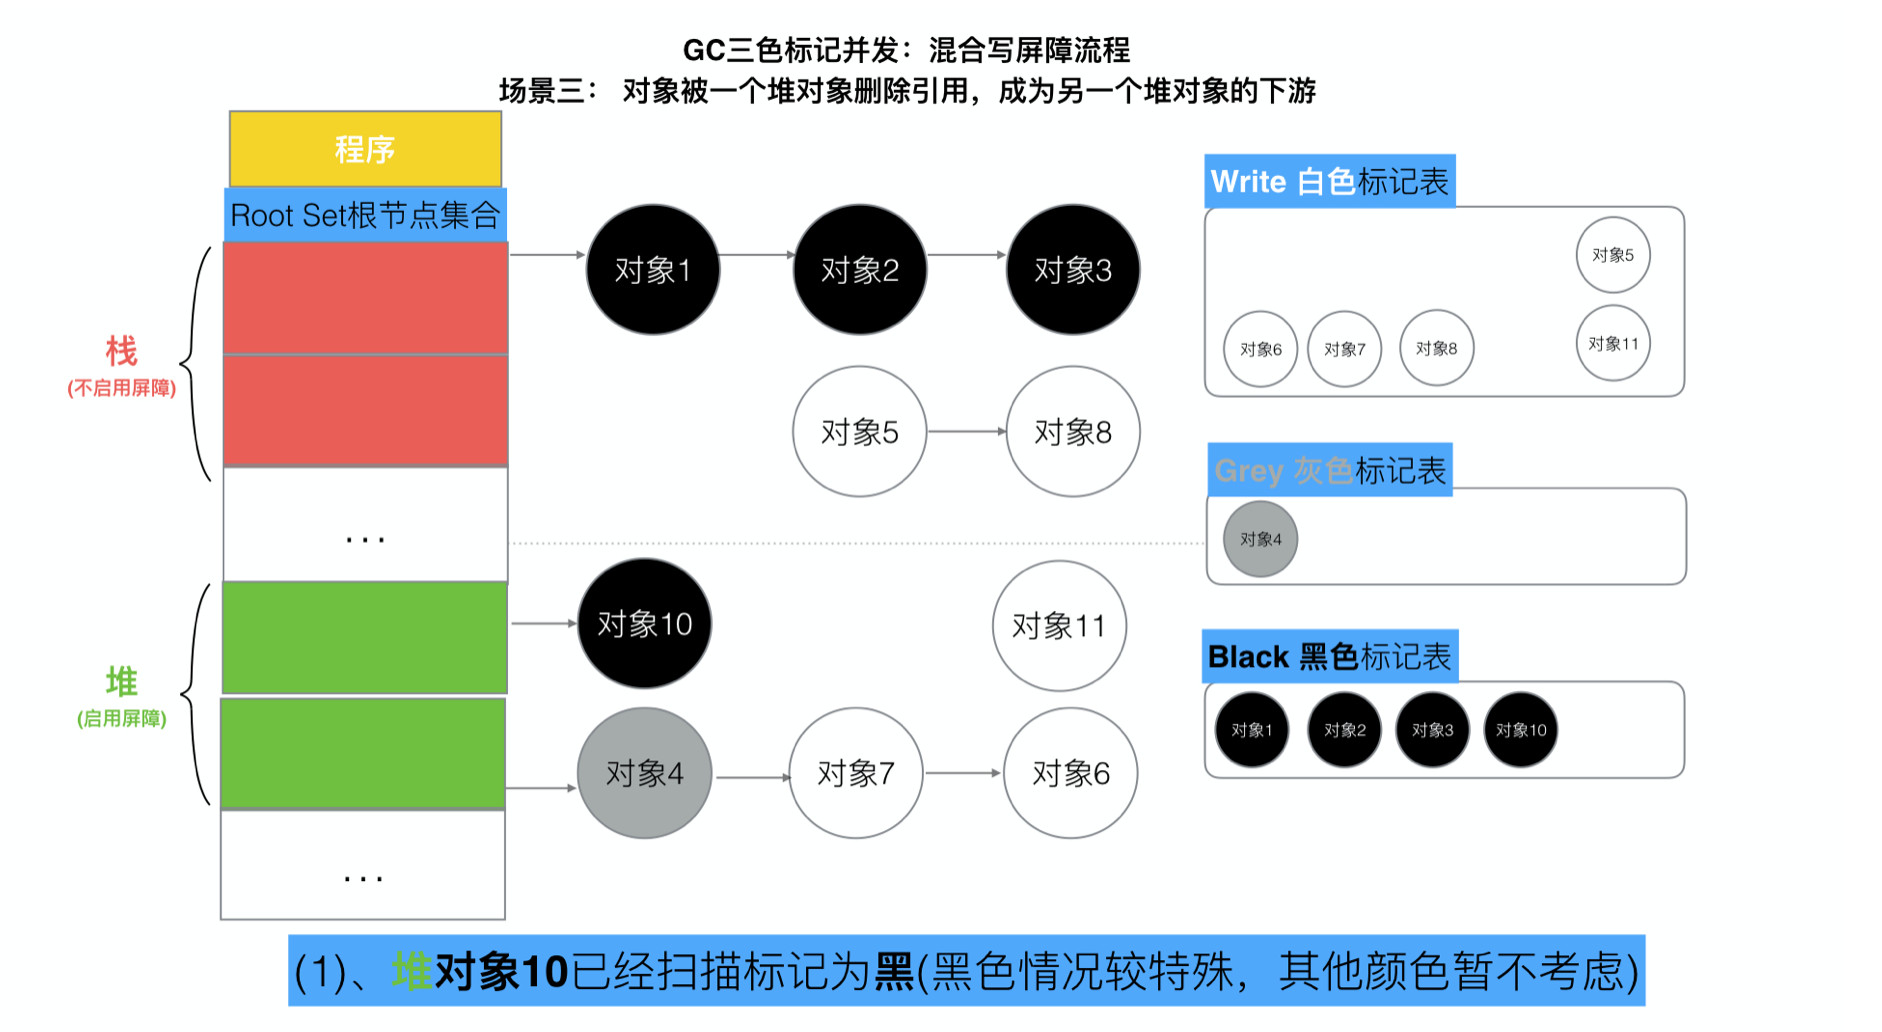 GC三色标记并发：混合写屏障流程
场景三： 对象被一个堆对象删除引用，成为另一个堆对象的下游
程序
Root Set根节点集合
栈
(不启用屏障)
...
堆
(启用屏障)
...
对象1
对象2
对象3
对象5
对象8
对象10
对象11
对象4
对象7
对象6
Write 白色标记表
对象5
对象6
对象7
对象8
对象11
Grey 灰色标记表
对象4
Black 黑色标记表
对象1
对象2
对象3
对象10
(1)、堆对象10已经扫描标记为黑(黑色情况较特殊，其他颜色暂不考虑)